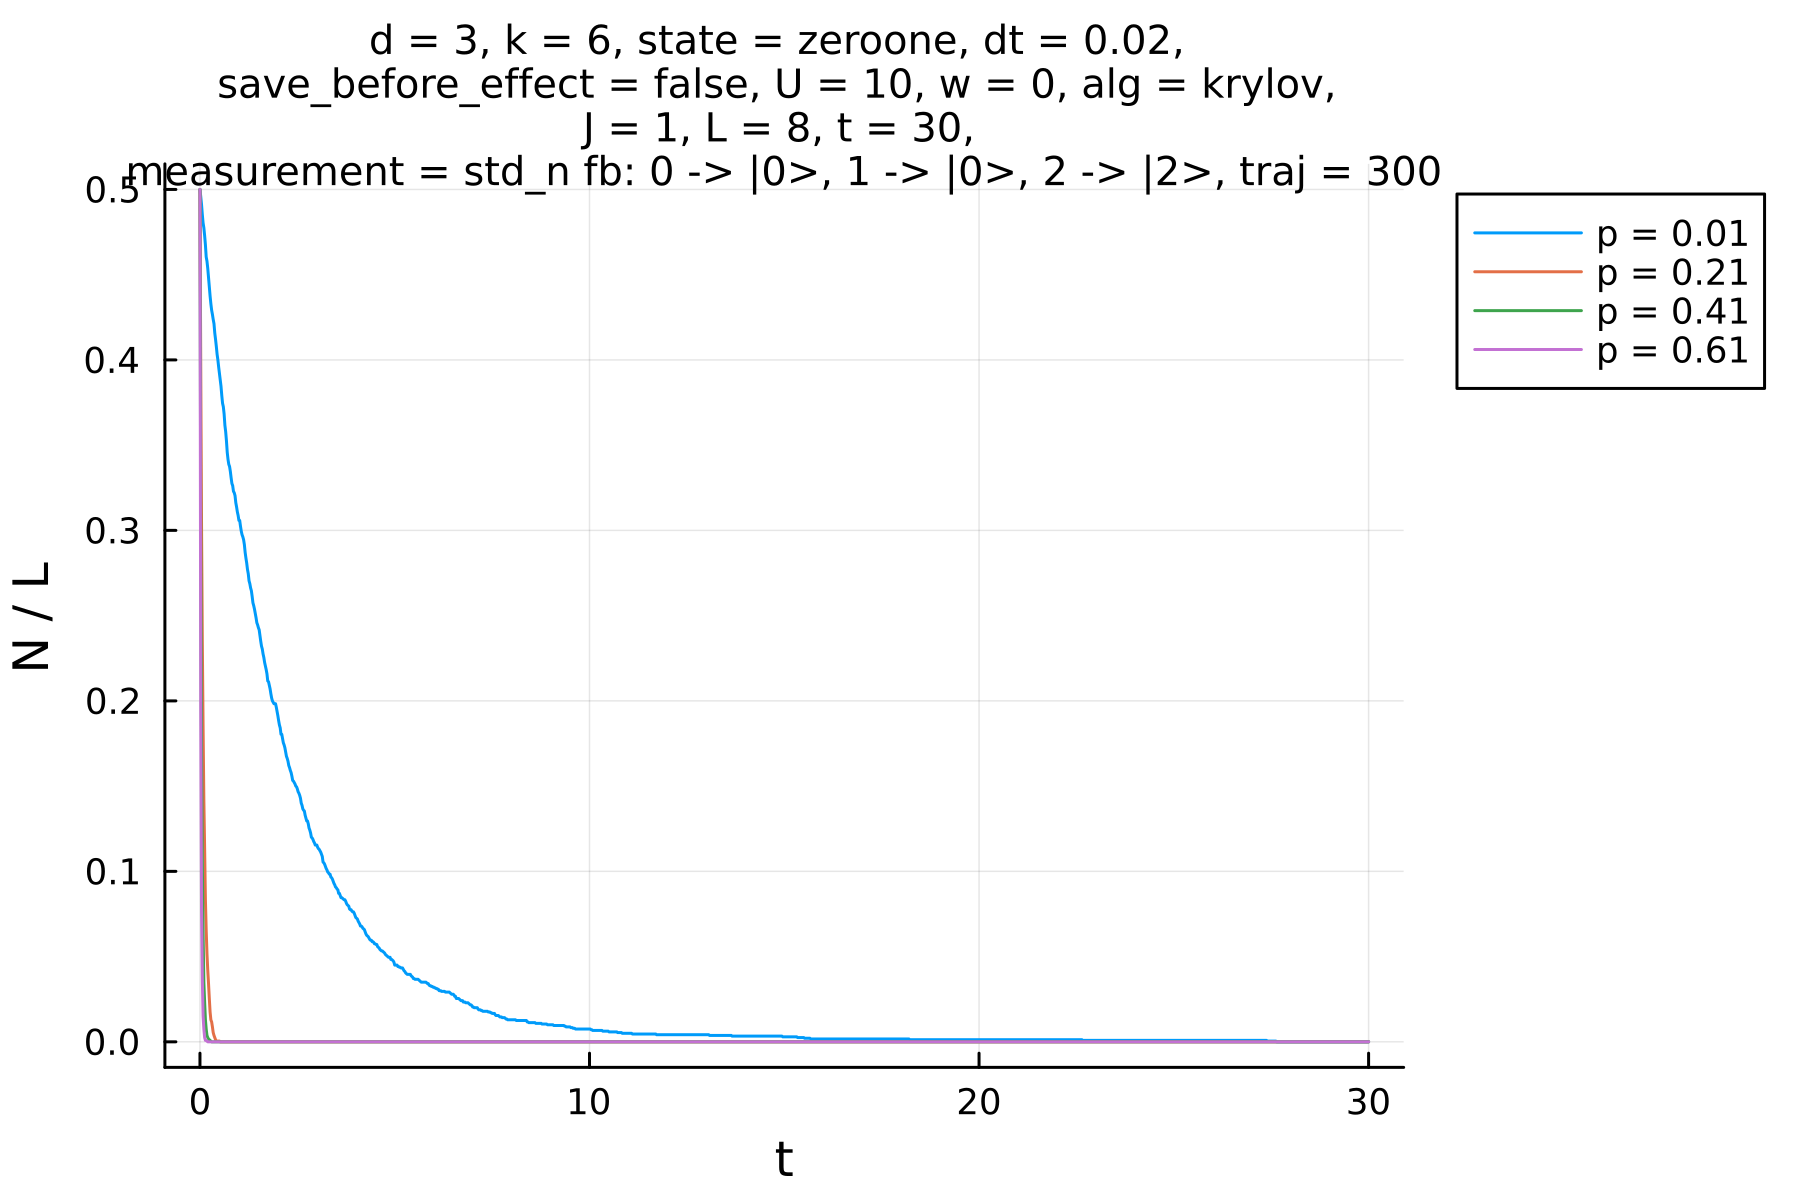 d = 3, k = 6, state = zeroone, dt = 0.02,
save_before_effect = false, U = 10, w = 0, alg = krylov,
J = 1, L = 8, t = 30,
measurement = std_n fb: 0 -> |0>, 1 -> |0>, 2 -> |2>, traj = 300
0.5
0.4
0.3
0.2
0.1
0.0
N / L
0
10
20
30
t
p = 0.01
p = 0.21
p = 0.41
p = 0.61